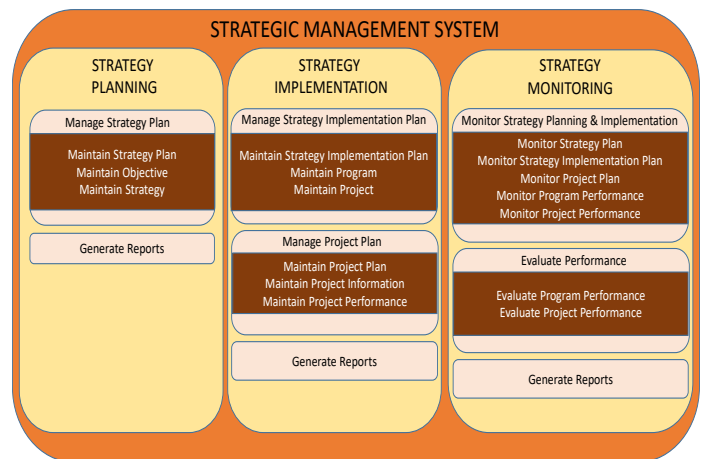 STRATEGIC MANAGEMENT SYSTEM
STRATEGY
PLANNING
Manage Strategy Plan
Maintain Strategy Plan
Maintain Objective
Maintain Strategy
Generate Reports
STRATEGY
IMPLEMENTATION
Manage Strategy Implementation Plan
Maintain Strategy Implementation Plan
Maintain Program
Maintain Project
Manage Project Plan
Maintain Project Plan
Maintain Project Information
Maintain Project Performance
Generate Reports
STRATEGY
MONITORING
Monitor Strategy Planning & Implementation
Monitor Strategy Plan
Monitor Strategy Implementation Plan
Monitor Project Plan
Monitor Program Performance
Monitor Project Performance
Evaluate Performance
Evaluate Program Performance
Evaluate Project Performance
Generate Reports